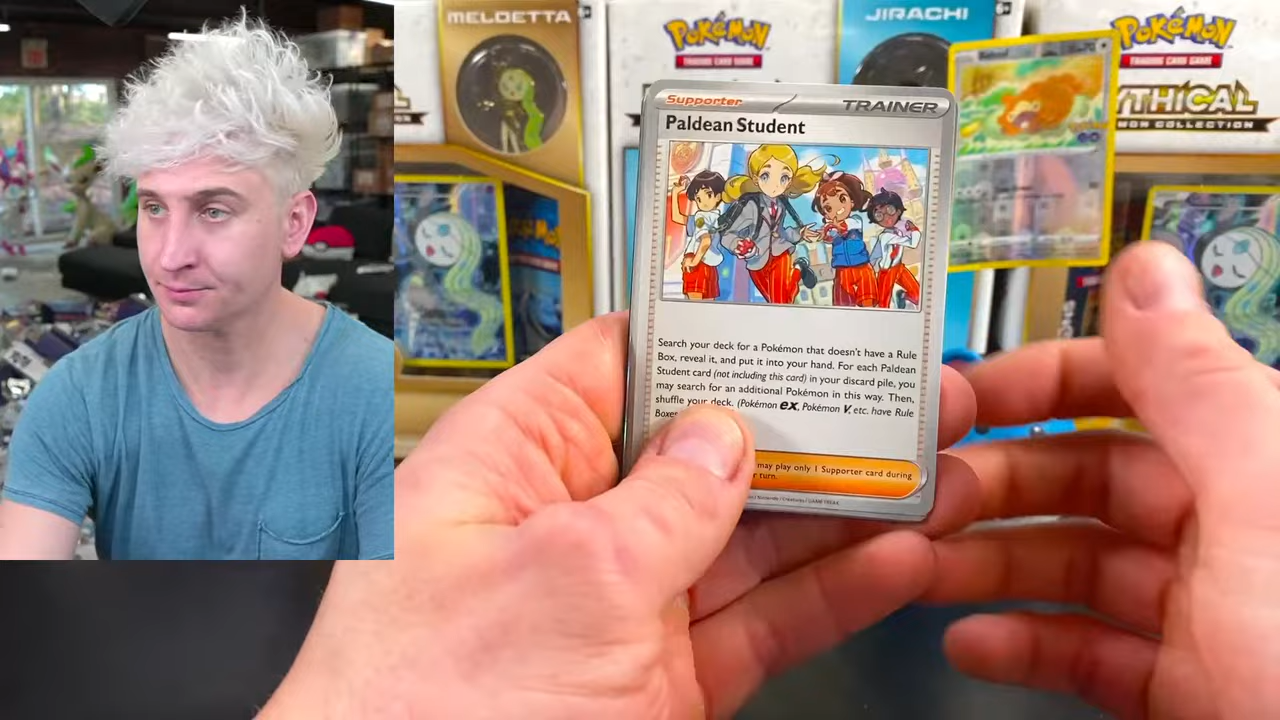 MELOETTA
POKéMON
TRADING CARD GAME
JIRACHI
POKéMON
TRADING CARD GAME
YTHICAL
MON COLLECTION
GO
Supporter
TRAINER
Paldean Student
Search your deck for a Pokémon that doesn't have a Rule
Box, reveal it, and put it into your hand. For each Paldean
Student card (not including this card) in your discard pile, you
may search for an additional Pokémon in this way. Then,
shuffle your deck. (Pokémon ex, Pokémon V, etc. have Rule
Boxes
may play only 1 Supporter card during
r turn.